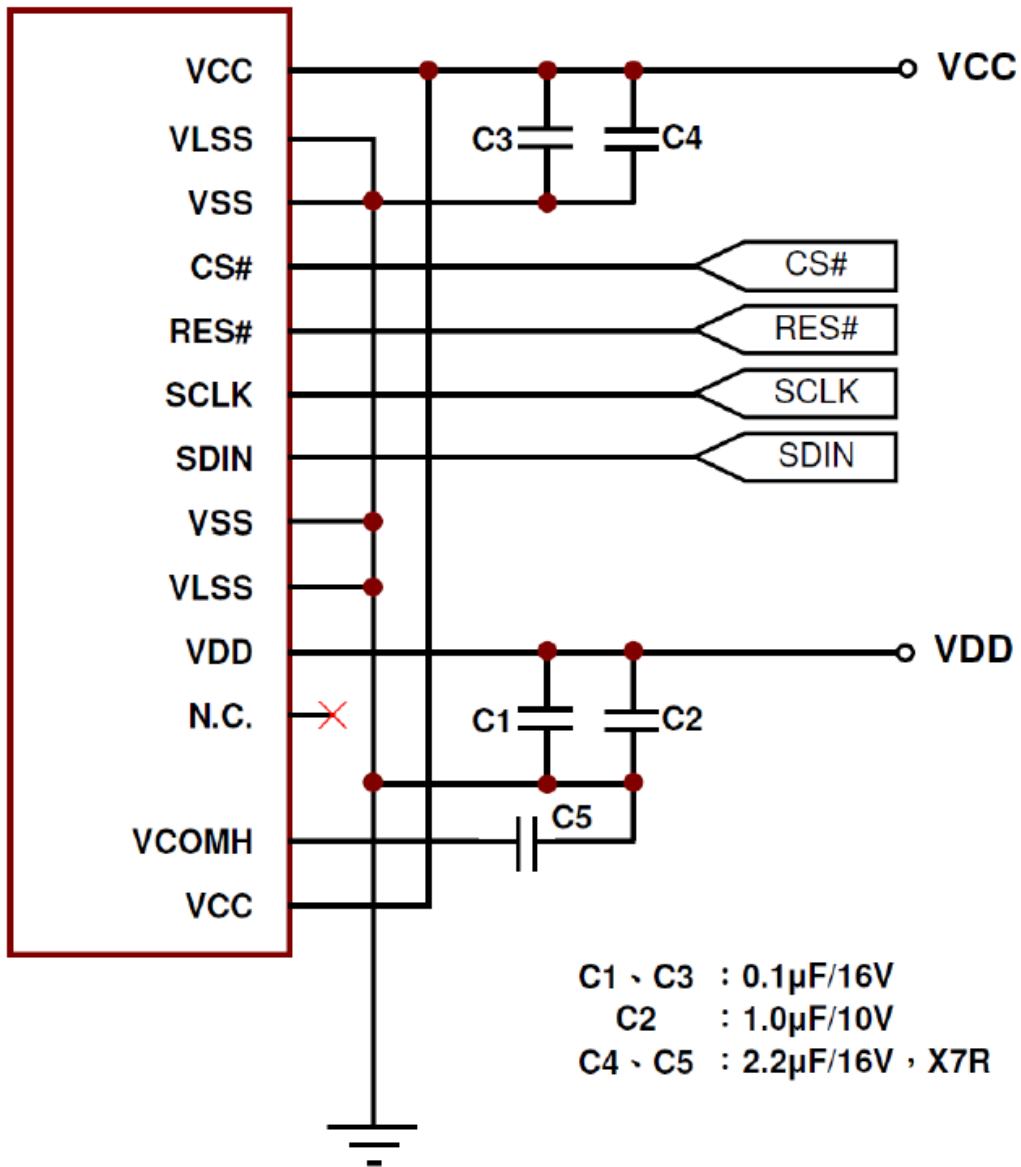 VCC VCC
VLSS
C3 C4
VSS
CS# CS#
RES# RES#
SCLK SCLK
SDIN SDIN
VSS
VLSS
VDD VDD
N.C.
C1 C2
C5
VCOMH
VCC
C1、C3 : 0.1µF/16V
C2 : 1.0µF/10V
C4、C5 : 2.2µF/16V,X7R